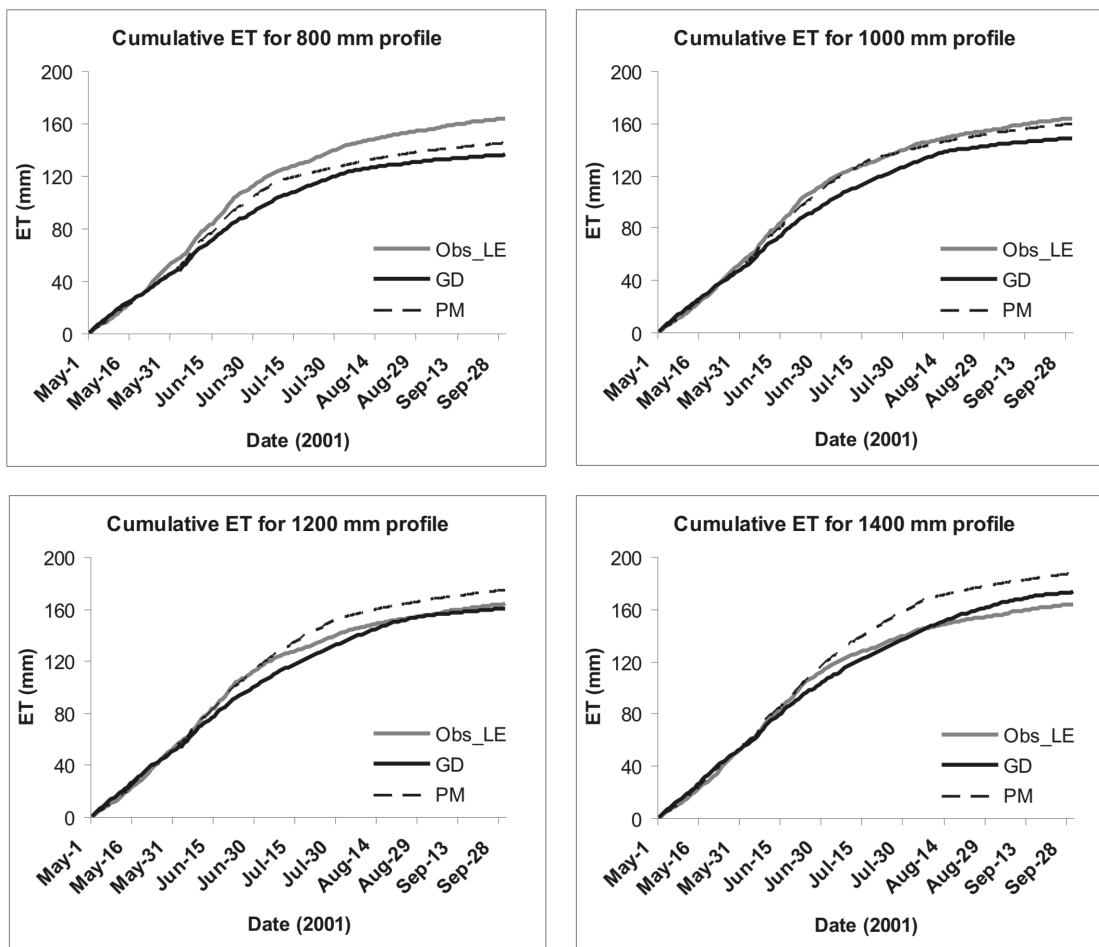 Cumulative ET for 800 mm profile
200
160
120
80
40
0
ET (mm)
Obs_LE
GD
PM
May-1
May-16
May-31
Jun-15
Jun-30
Jul-15
Jul-30
Aug-14
Aug-29
Sep-13
Sep-28
Date (2001)
Cumulative ET for 1000 mm profile
200
160
120
80
40
0
ET (mm)
Obs_LE
GD
PM
May-1
May-16
May-31
Jun-15
Jun-30
Jul-15
Jul-30
Aug-14
Aug-29
Sep-13
Sep-28
Date (2001)
Cumulative ET for 1200 mm profile
200
160
120
80
40
0
ET (mm)
Obs_LE
GD
PM
May-1
May-16
May-31
Jun-15
Jun-30
Jul-15
Jul-30
Aug-14
Aug-29
Sep-13
Sep-28
Date (2001)
Cumulative ET for 1400 mm profile
200
160
120
80
40
0
ET (mm)
Obs_LE
GD
PM
May-1
May-16
May-31
Jun-15
Jun-30
Jul-15
Jul-30
Aug-14
Aug-29
Sep-13
Sep-28
Date (2001)